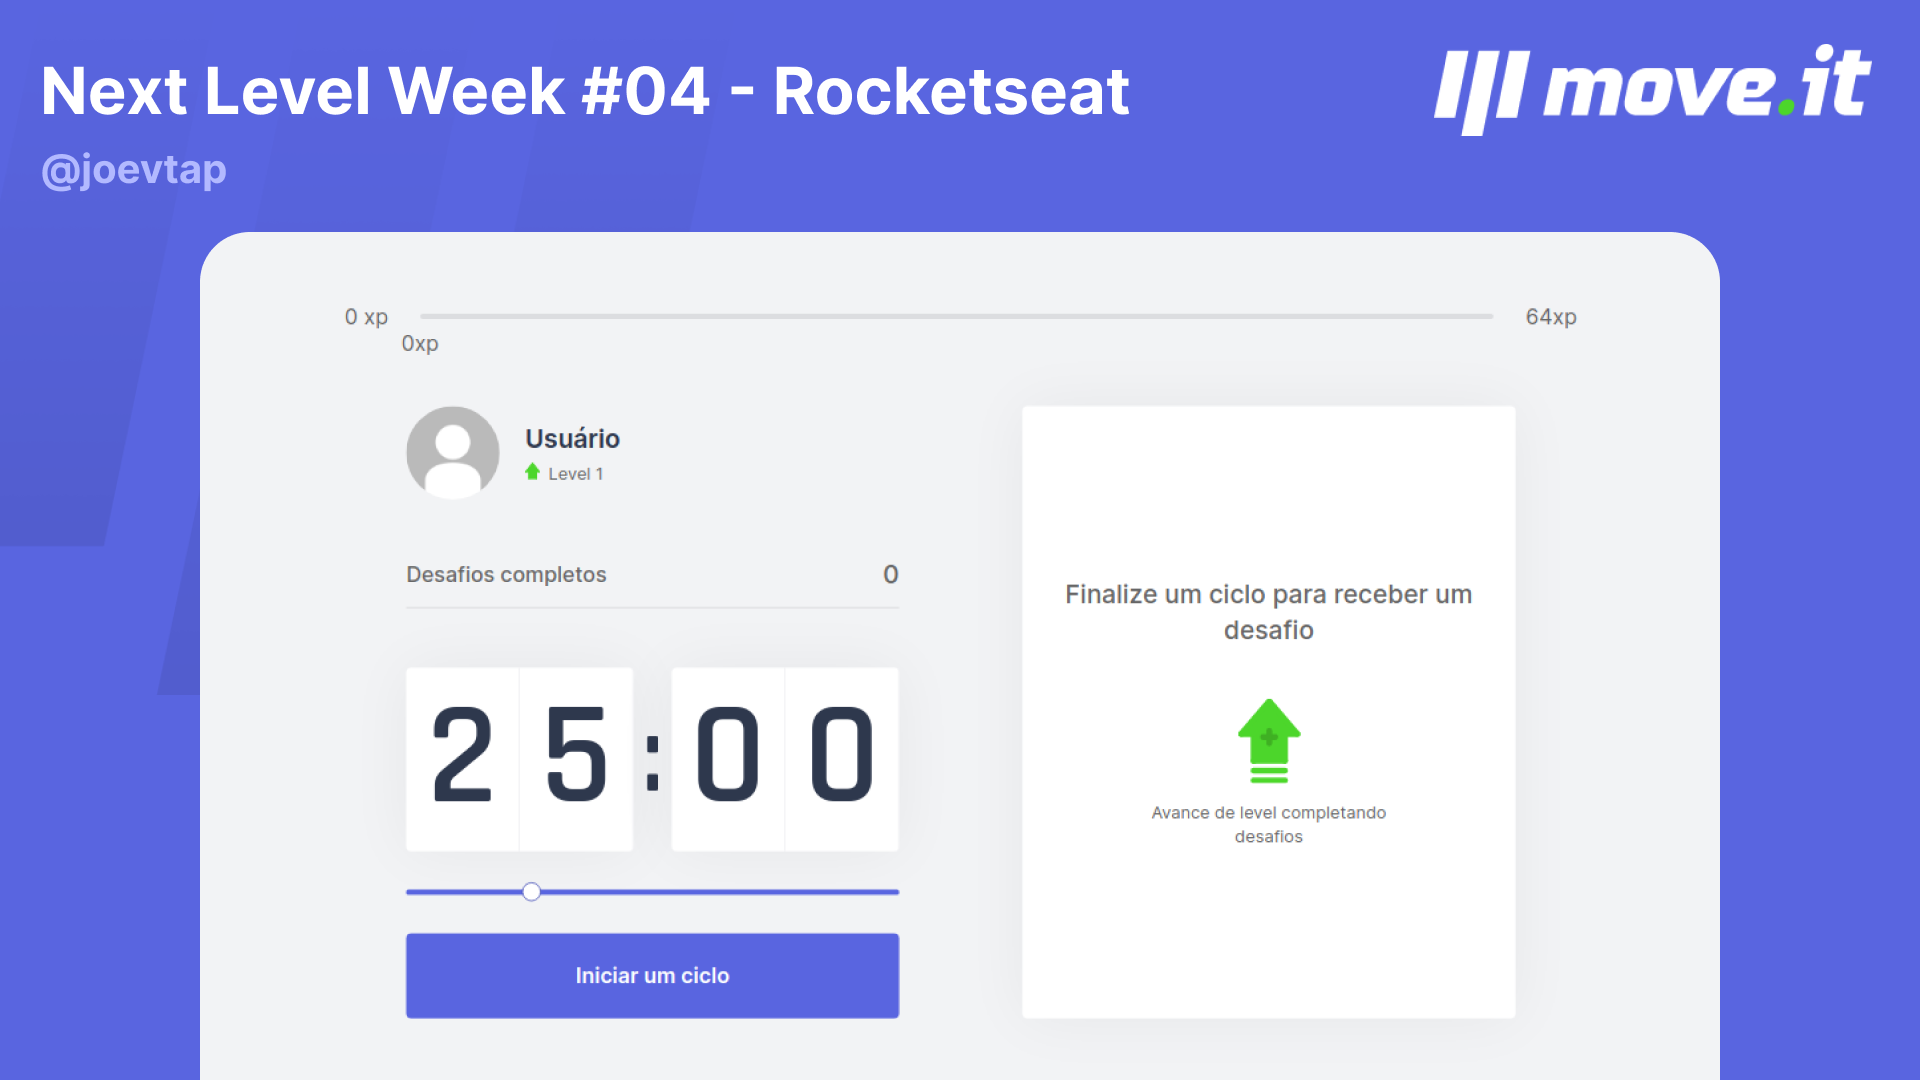 Next Level Week #04 - Rocketseat
move.it
@joevtap
0 xp
64xp
0xp
Usuário
Level 1
Desafios completos
0
25:00
Iniciar um ciclo
Finalize um ciclo para receber um
desafio
Avance de level completando
desafios